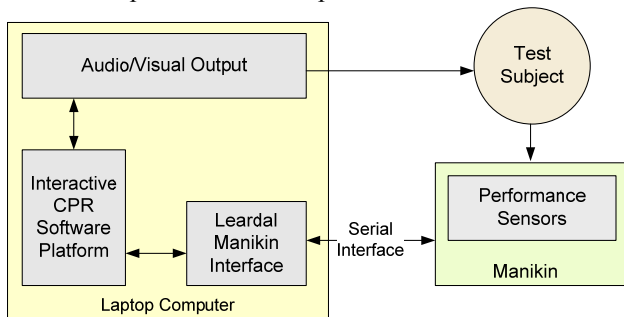 Audio/Visual Output
Test
Subject
Interactive
CPR
Software
Platform
Leardal
Manikin
Interface
Serial
Interface
Performance
Sensors
Manikin
Laptop Computer